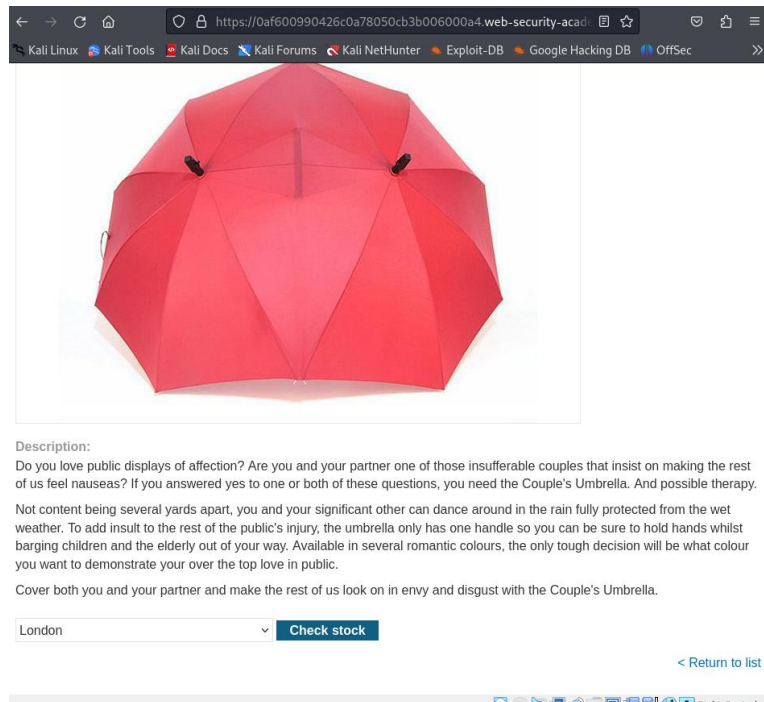 https://0af600990426c0a78050cb3b006000a4.web-security-acade
Kali Linux Kali Tools Kali Docs Kali Forums Kali NetHunter Exploit-DB Google Hacking DB OffSec
Description:
Do you love public displays of affection? Are you and your partner one of those insufferable couples that insist on making the rest
of us feel nauseas? If you answered yes to one or both of these questions, you need the Couple's Umbrella. And possible therapy.
Not content being several yards apart, you and your significant other can dance around in the rain fully protected from the wet
weather. To add insult to the rest of the public's injury, the umbrella only has one handle so you can be sure to hold hands whilst
barging children and the elderly out of your way. Available in several romantic colours, the only tough decision will be what colour
you want to demonstrate your over the top love in public.
Cover both you and your partner and make the rest of us look on in envy and disgust with the Couple's Umbrella.
London Check stock
< Return to list